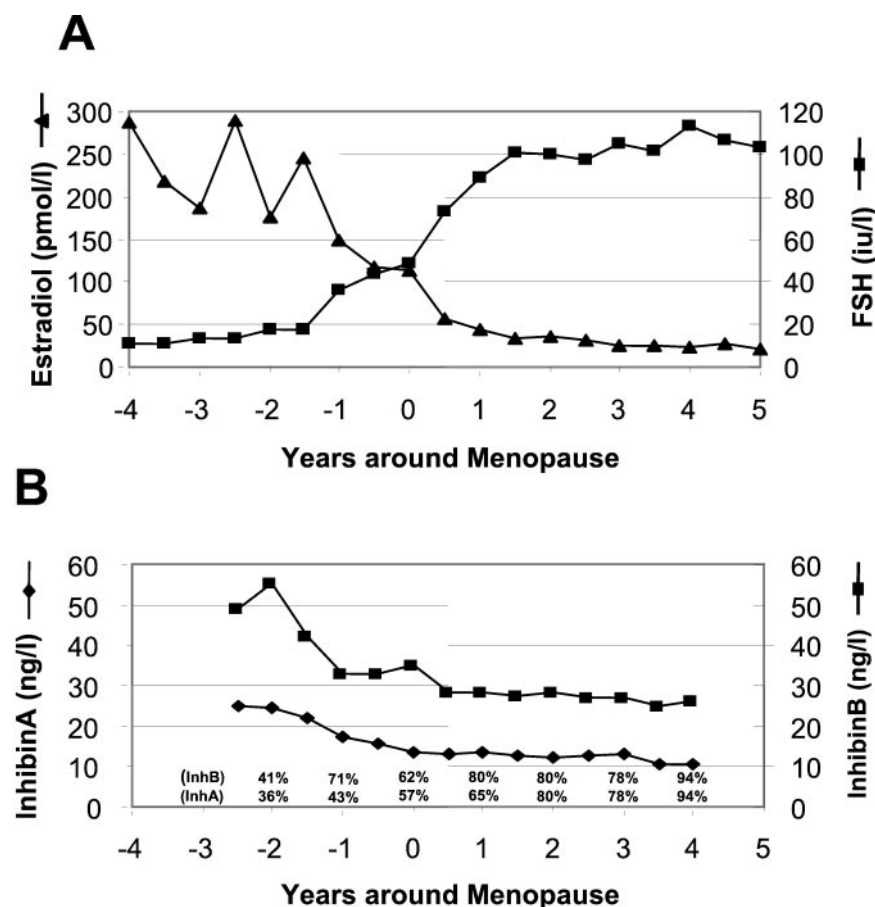 A
Estradiol (pmol/l)
300
250
200
150
100
50
0
120
100
80
60
40
20
0
FSH (iu/l)
-4 -3 -2 -1 0 1 2 3 4 5
Years around Menopause
B
InhibinA (ng/l)
60
50
40
30
20
10
0
60
50
40
30
20
10
0
InhibinB (ng/l)
(InhB) 41% 71% 62% 80% 80% 78% 94%
(InhA) 36% 43% 57% 65% 80% 78% 94%
-4 -3 -2 -1 0 1 2 3 4 5
Years around Menopause